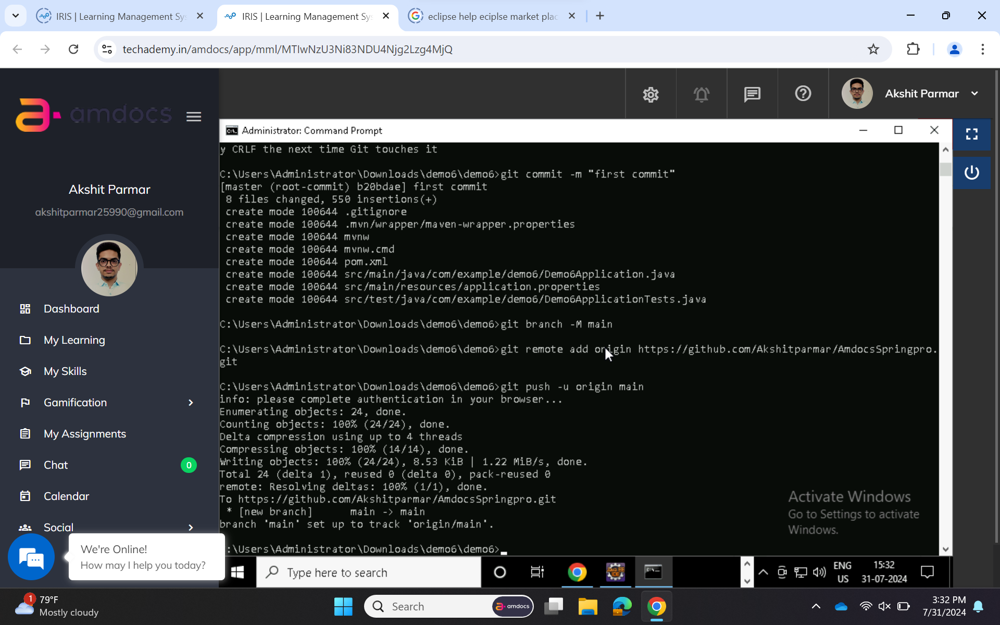 IRIS | Learning Management Sys
IRIS | Learning Management Sys
eclipse help eciplse market plac
techademy.in/amdocs/app/mml/MTIwNzU3Ni83NDU4Njg2Lzg4MjQ
amdocs
Akshit Parmar
Administrator: Command Prompt
y CRLF the next time Git touches it
C:\Users\Administrator\Downloads\demo6\demo6>git commit -m "first commit"
[master (root-commit) b20bdae] first commit
8 files changed, 550 insertions(+)
create mode 100644 .gitignore
create mode 100644 .mvn/wrapper/maven-wrapper.properties
create mode 100644 mvnw
create mode 100644 mvnw.cmd
create mode 100644 pom.xml
create mode 100644 src/main/java/com/example/demo6/Demo6Application.java
create mode 100644 src/main/resources/application.properties
create mode 100644 src/test/java/com/example/demo6/Demo6ApplicationTests.java
C:\Users\Administrator\Downloads\demo6\demo6>git branch -M main
C:\Users\Administrator\Downloads\demo6\demo6>git remote add origin https://github.com/Akshitparmar/AmdocsSpringpro.
git
C:\Users\Administrator\Downloads\demo6\demo6>git push -u origin main
info: please complete authentication in your browser...
Enumerating objects: 24, done.
Counting objects: 100% (24/24), done.
Delta compression using up to 4 threads
Compressing objects: 100% (14/14), done.
Writing objects: 100% (24/24), 8.53 KiB | 1.22 MiB/s, done.
Total 24 (delta 1), reused 0 (delta 0), pack-reused 0
remote: Resolving deltas: 100% (1/1), done.
To https://github.com/Akshitparmar/AmdocsSpringpro.git
* [new branch] main -> main
branch 'main' set up to track 'origin/main'.
:\Users\Administrator\Downloads\demo6\demo6>
Activate Windows
Go to Settings to activate
Windows.
Akshit Parmar
akshitparmar25990@gmail.com
Dashboard
My Learning
My Skills
Gamification
My Assignments
Chat
0
Calendar
Social
We're Online!
How may I help you today?
Type here to search
ENG
US
15:32
31-07-2024
1
79°F
Mostly cloudy
Search
amdocs
3:32 PM
7/31/2024